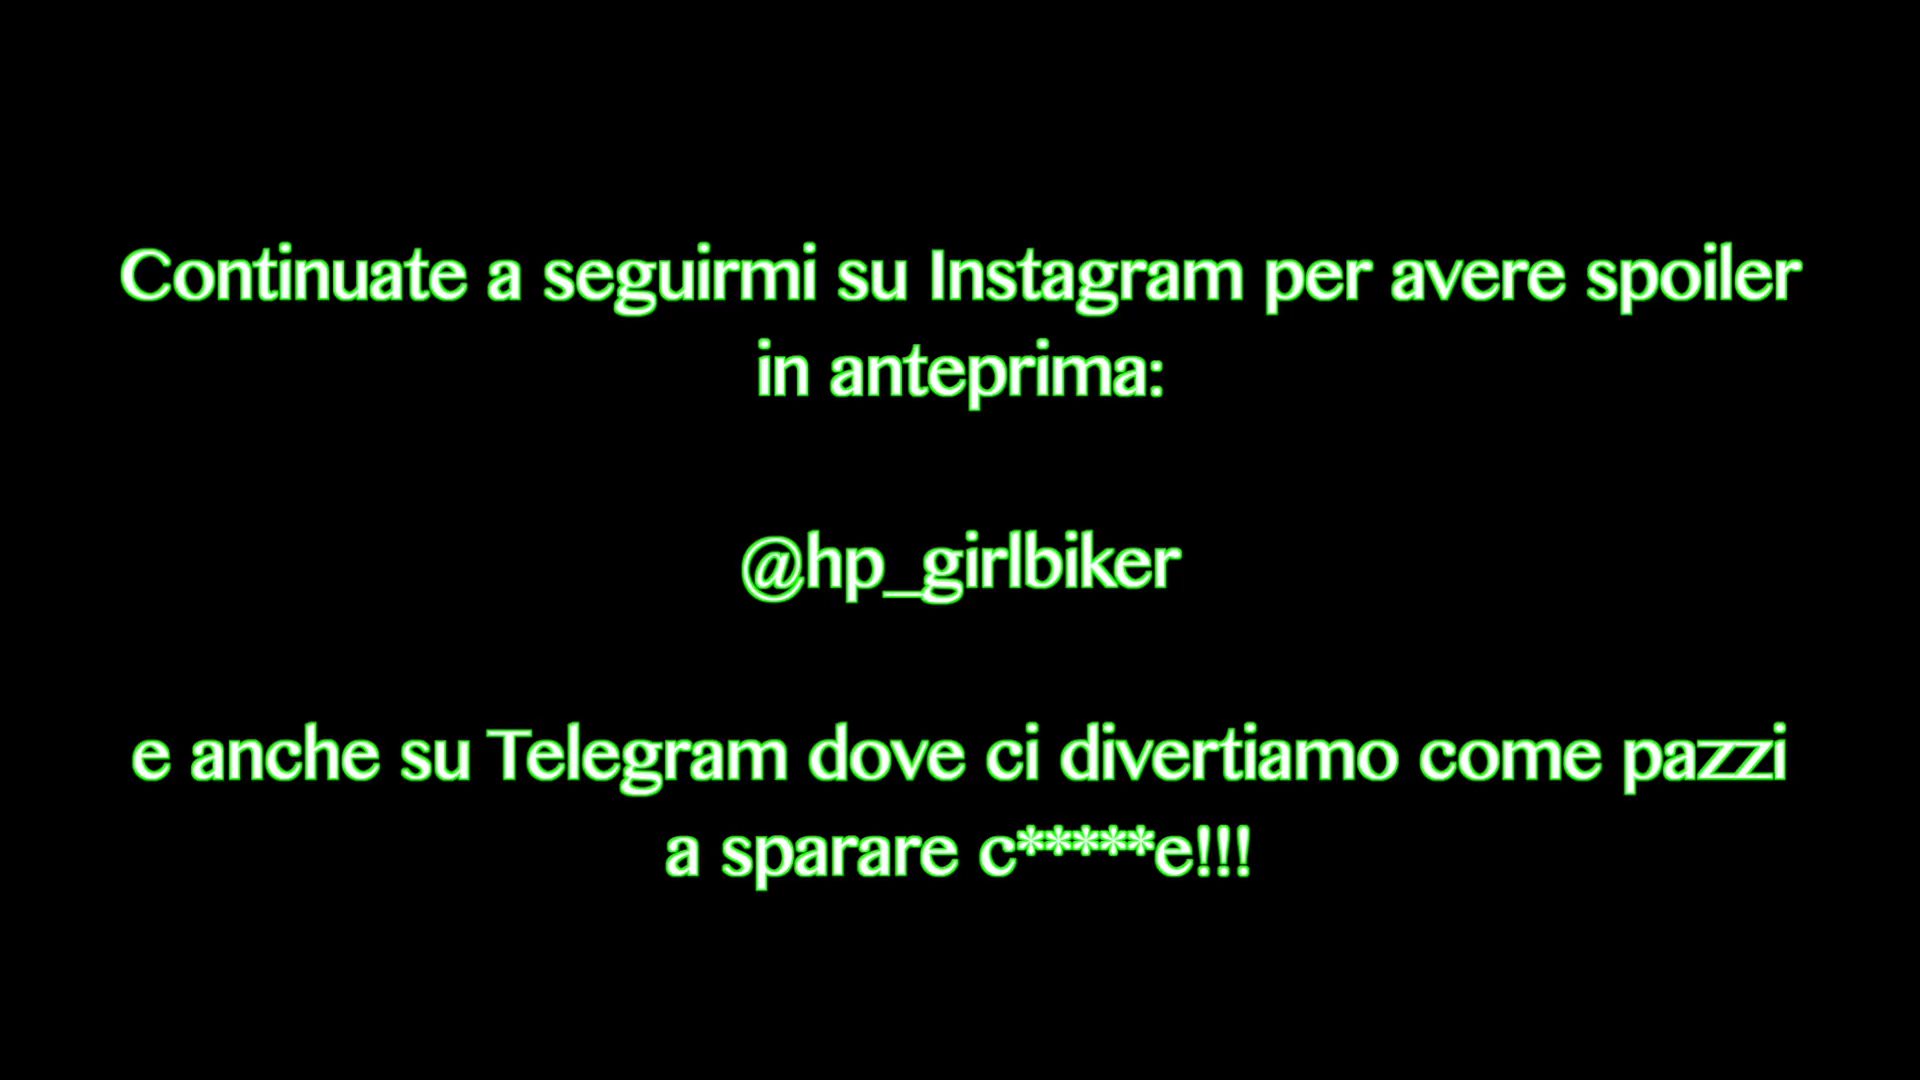 Continuate a seguirmi su Instagram per avere spoiler
in anteprima:
@hp_girlbiker
e anche su Telegram dove ci divertiamo come pazzi
a sparare c*****e!!!